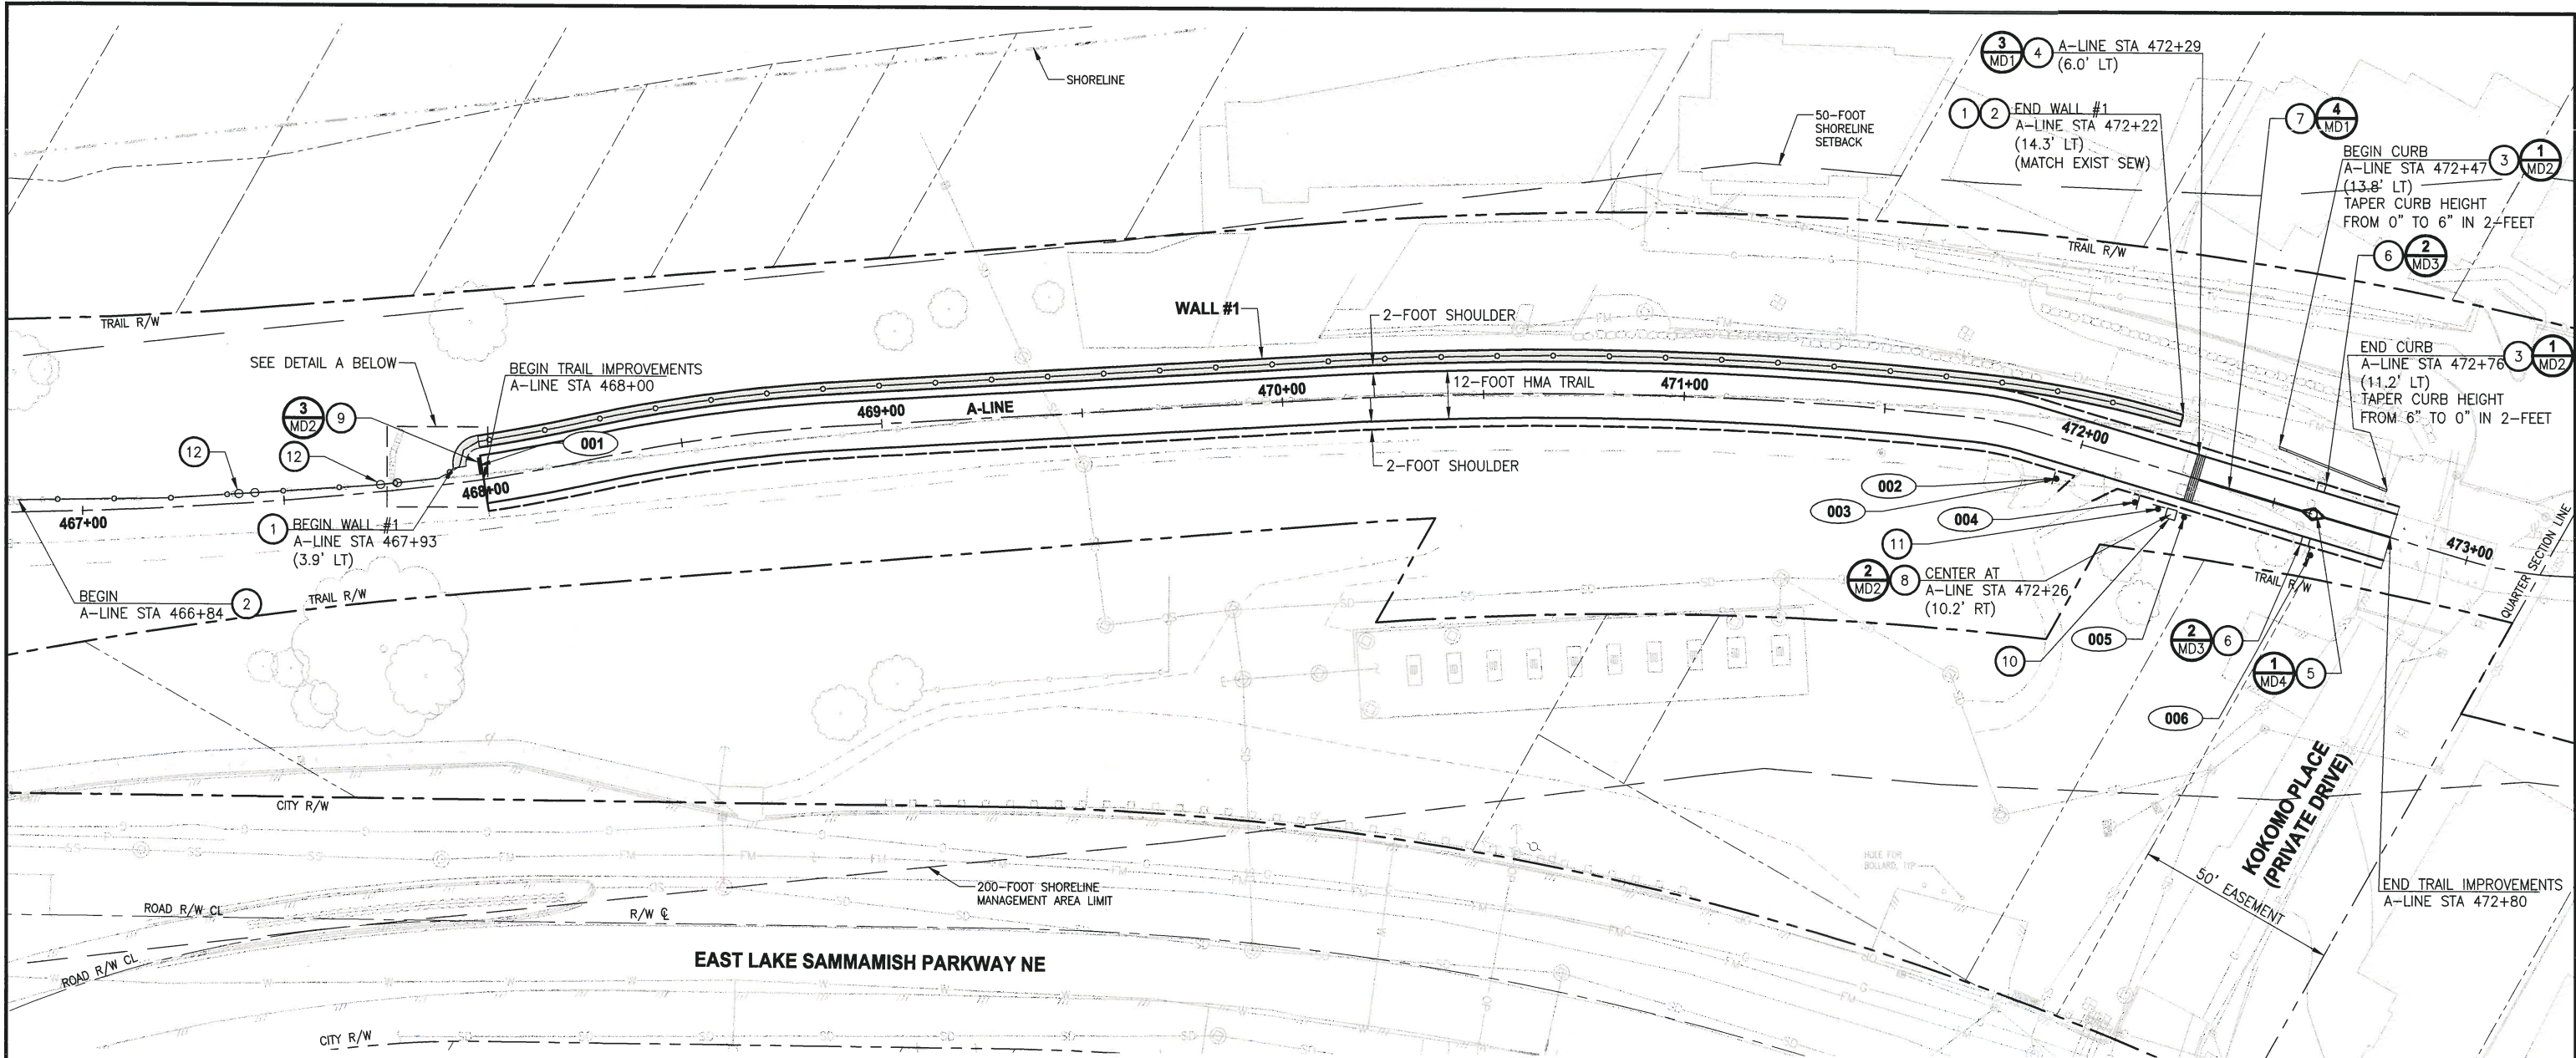 SHORELINE
3
MD1
4
A-LINE STA 472+29
(6.0' LT)
1
2
END WALL #1
A-LINE STA 472+22
(14.3' LT)
(MATCH EXIST SEW)
50-FOOT
SHORELINE
SETBACK
7
4
MD1
BEGIN CURB
A-LINE STA 472+47
(13.8' LT)
TAPER CURB HEIGHT
FROM 0" TO 6" IN 2-FEET
3
1
MD2
6
2
MD3
TRAIL R/W
TRAIL R/W
END CURB
A-LINE STA 472+76
(11.2' LT)
TAPER CURB HEIGHT
FROM 6" TO 0" IN 2-FEET
3
1
MD2
WALL #1
2-FOOT SHOULDER
SEE DETAIL A BELOW
BEGIN TRAIL IMPROVEMENTS
A-LINE STA 468+00
3
MD2
9
12
12
001
468+00
469+00
A-LINE
470+00
12-FOOT HMA TRAIL
471+00
472+00
2-FOOT SHOULDER
467+00
1
BEGIN WALL #1
A-LINE STA 467+93
(3.9' LT)
BEGIN
A-LINE STA 466+84
2
TRAIL R/W
002
003
004
11
2
MD2
8
CENTER AT
A-LINE STA 472+26
(10.2' RT)
10
005
2
MD3
6
1
MD4
5
006
473+00
TRAIL R/W
QUARTER SECTION LINE
KOKOMO PLACE
(PRIVATE DRIVE)
50' EASEMENT
END TRAIL IMPROVEMENTS
A-LINE STA 472+80
HOLE FOR
BOLLARD, TYP
CITY R/W
200-FOOT SHORELINE
MANAGEMENT AREA LIMIT
ROAD R/W CL
R/W ℄
ROAD R/W CL
EAST LAKE SAMMAMISH PARKWAY NE
CITY R/W